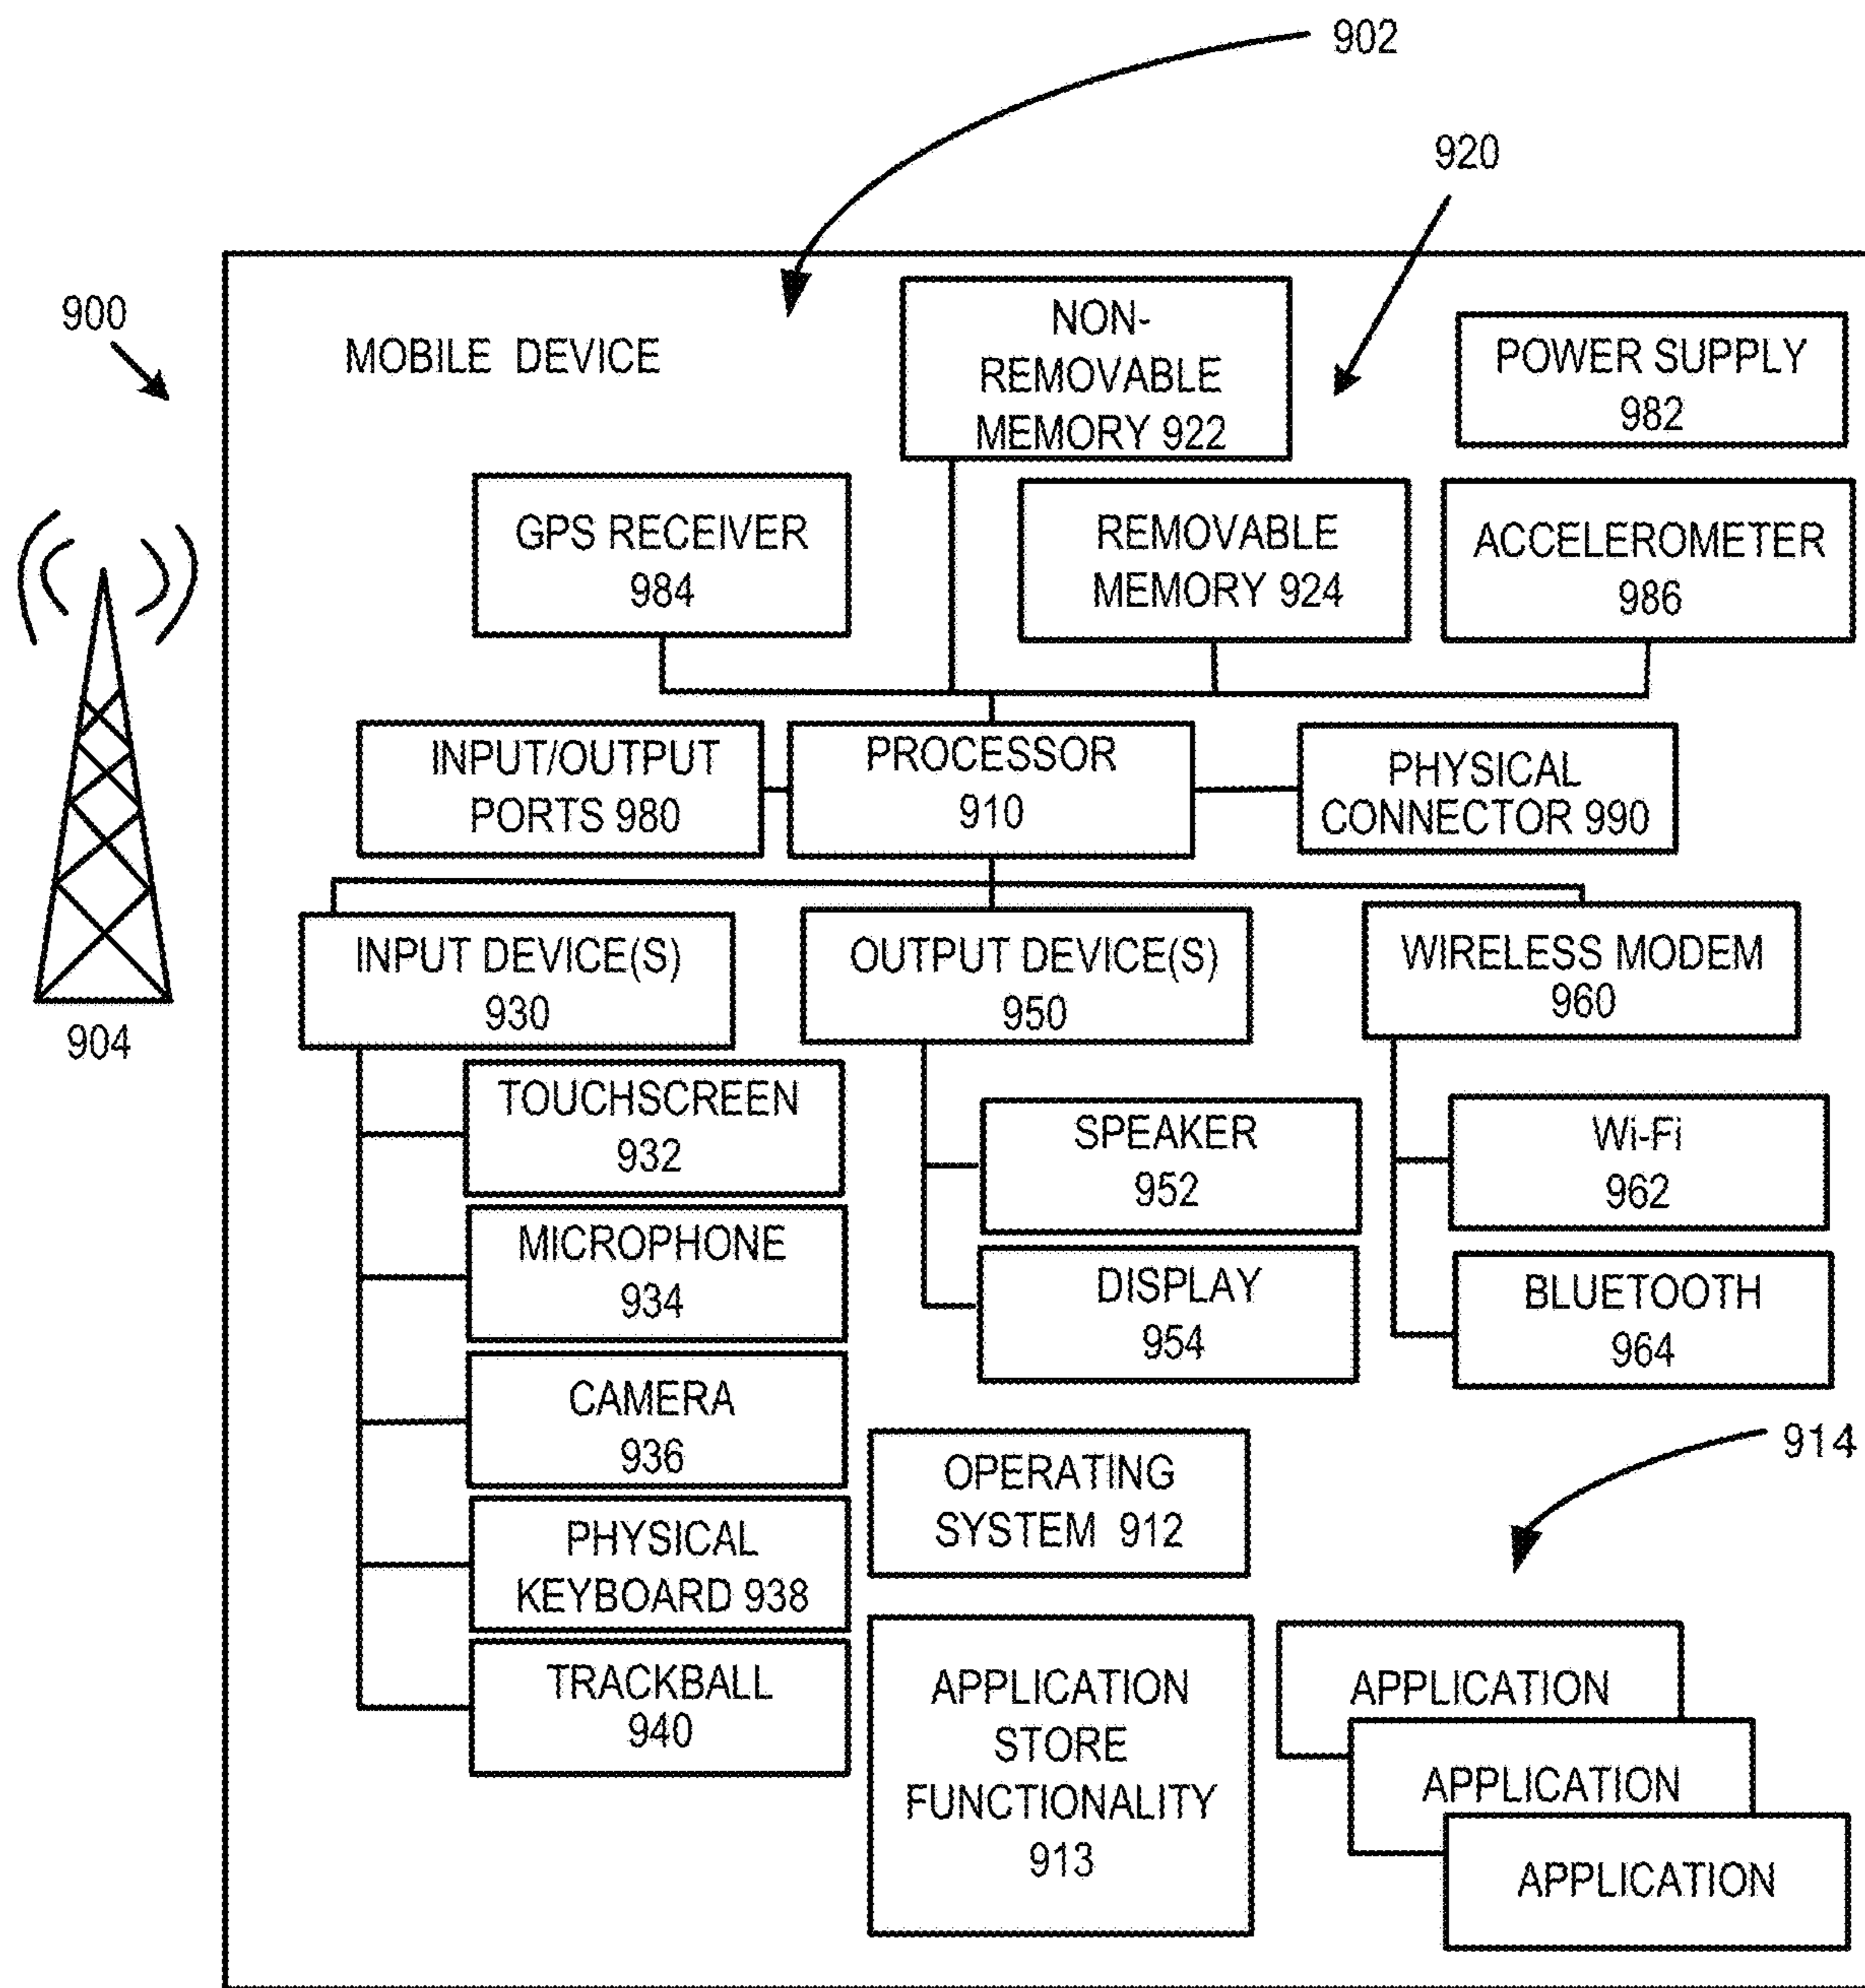 902
920
900
MOBILE DEVICE
NON-
REMOVABLE
MEMORY 922
POWER SUPPLY
982
GPS RECEIVER
984
REMOVABLE
MEMORY 924
ACCELEROMETER
986
INPUT/OUTPUT
PORTS 980
PROCESSOR
910
PHYSICAL
CONNECTOR 990
904
INPUT DEVICE(S)
930
OUTPUT DEVICE(S)
950
WIRELESS MODEM
960
TOUCHSCREEN
932
MICROPHONE
934
CAMERA
936
PHYSICAL
KEYBOARD 938
TRACKBALL
940
SPEAKER
952
DISPLAY
954
Wi-Fi
962
BLUETOOTH
964
OPERATING
SYSTEM 912
914
APPLICATION
STORE
FUNCTIONALITY
913
APPLICATION
APPLICATION
APPLICATION